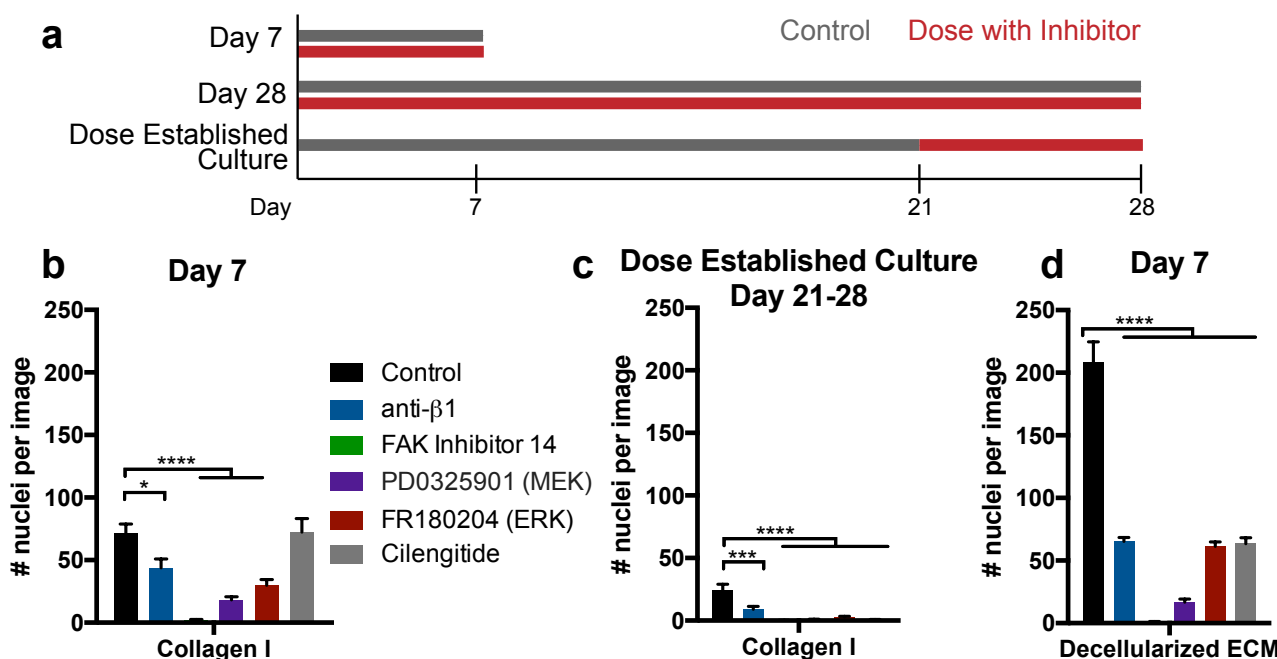 a
Control Dose with Inhibitor
Day 7
Day 28
Dose Established
Culture
Day 7 21 28
b
Day 7
# nuclei per image
250
200
150
100
50
0
****
*
Collagen I
Control
anti-β1
FAK Inhibitor 14
PD0325901 (MEK)
FR180204 (ERK)
Cilengitide
c
Dose Established Culture
Day 21-28
# nuclei per image
250
200
150
100
50
0
****
***
Collagen I
d
Day 7
# nuclei per image
250
200
150
100
50
0
****
Decellularized ECM